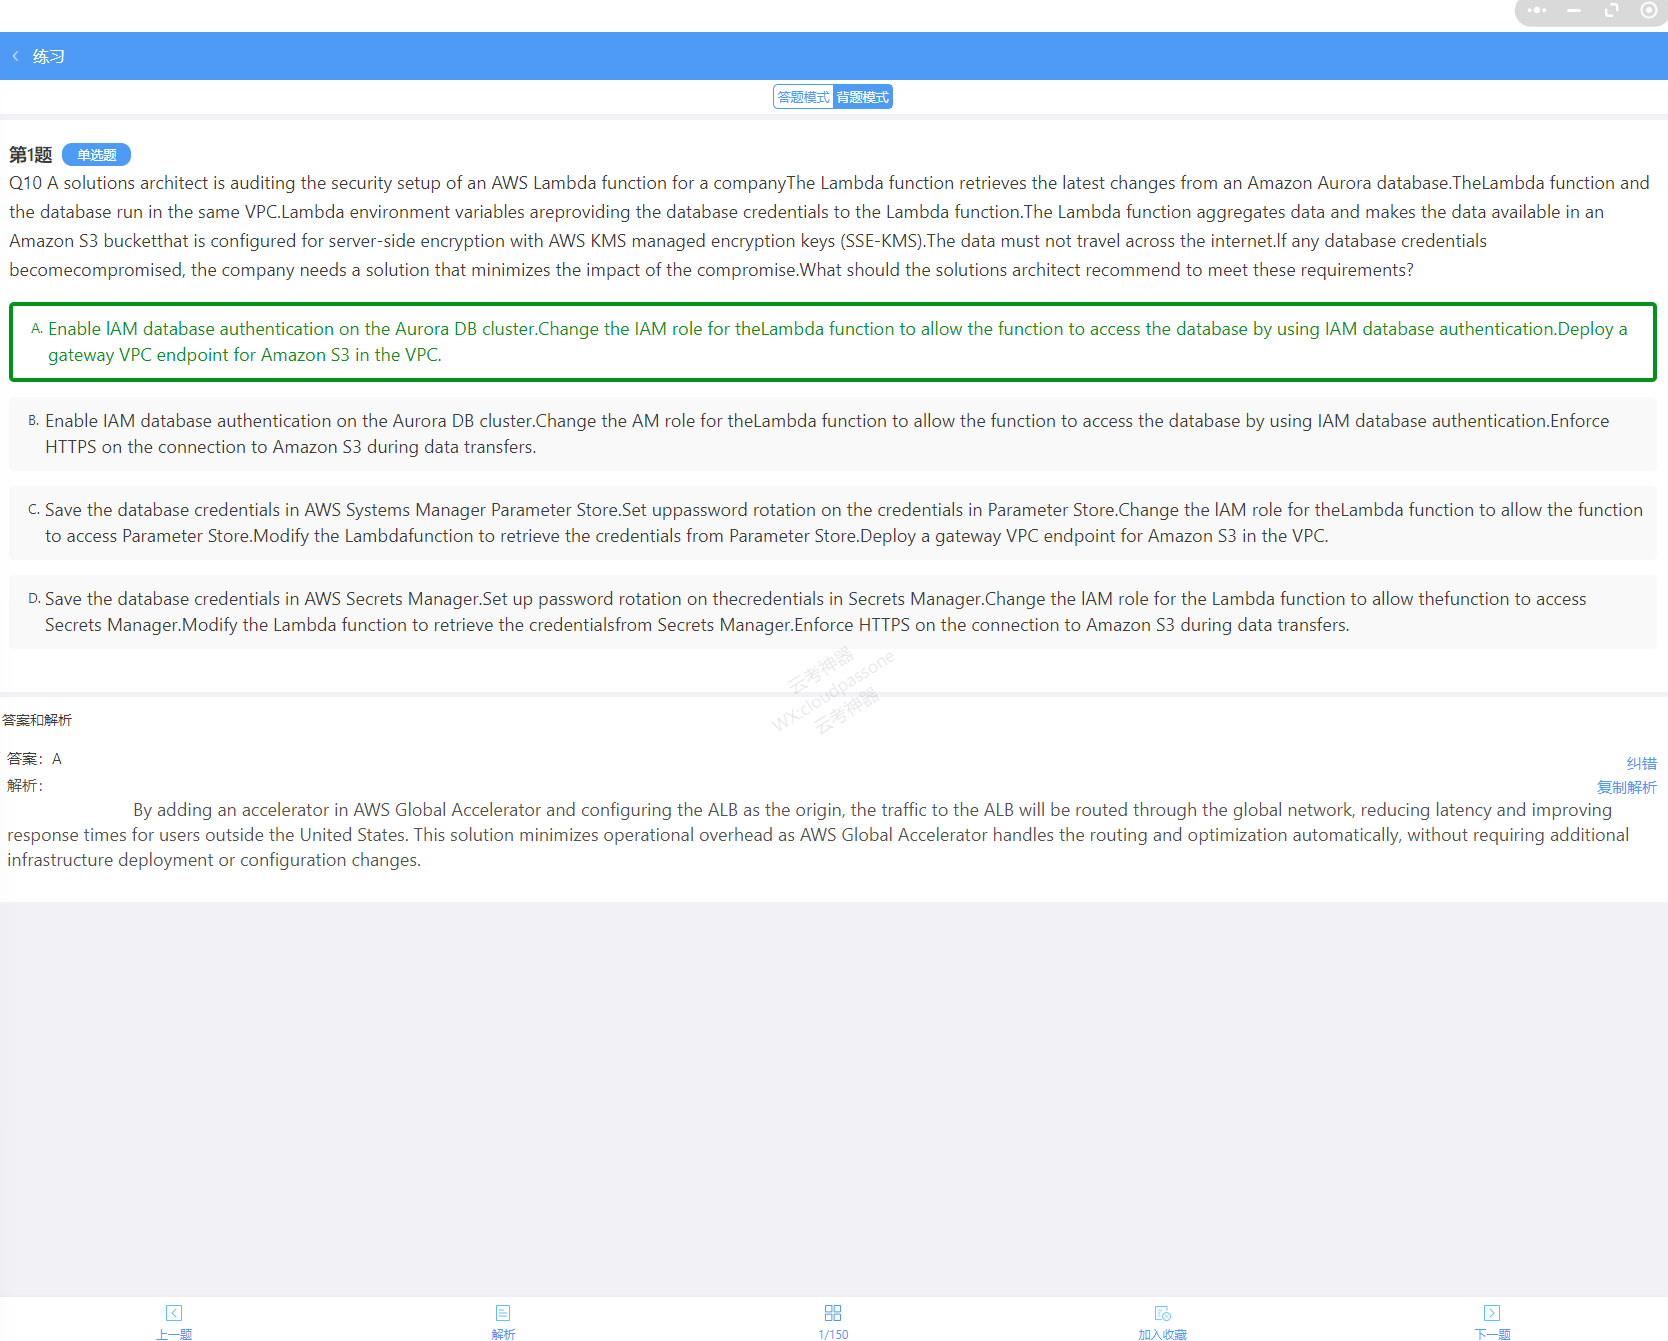 练习
答题模式 背题模式
第1题 单选题
Q10 A solutions architect is auditing the security setup of an AWS Lambda function for a companyThe Lambda function retrieves the latest changes from an Amazon Aurora database.TheLambda function and
the database run in the same VPC.Lambda environment variables areproviding the database credentials to the Lambda function.The Lambda function aggregates data and makes the data available in an
Amazon S3 bucketthat is configured for server-side encryption with AWS KMS managed encryption keys (SSE-KMS).The data must not travel across the internet.lf any database credentials
becomecompromised, the company needs a solution that minimizes the impact of the compromise.What should the solutions architect recommend to meet these requirements?
A. Enable lAM database authentication on the Aurora DB cluster.Change the IAM role for theLambda function to allow the function to access the database by using IAM database authentication.Deploy a
gateway VPC endpoint for Amazon S3 in the VPC.
B. Enable IAM database authentication on the Aurora DB cluster.Change the AM role for theLambda function to allow the function to access the database by using IAM database authentication.Enforce
HTTPS on the connection to Amazon S3 during data transfers.
C. Save the database credentials in AWS Systems Manager Parameter Store.Set uppassword rotation on the credentials in Parameter Store.Change the lAM role for theLambda function to allow the function
to access Parameter Store.Modify the Lambdafunction to retrieve the credentials from Parameter Store.Deploy a gateway VPC endpoint for Amazon S3 in the VPC.
D. Save the database credentials in AWS Secrets Manager.Set up password rotation on thecredentials in Secrets Manager.Change the lAM role for the Lambda function to allow thefunction to access
Secrets Manager.Modify the Lambda function to retrieve the credentialsfrom Secrets Manager.Enforce HTTPS on the connection to Amazon S3 during data transfers.
云考神器
WX:cloudpassone
云考神器
答案和解析
答案：A
纠错
解析：
复制解析
By adding an accelerator in AWS Global Accelerator and configuring the ALB as the origin, the traffic to the ALB will be routed through the global network, reducing latency and improving
response times for users outside the United States. This solution minimizes operational overhead as AWS Global Accelerator handles the routing and optimization automatically, without requiring additional
infrastructure deployment or configuration changes.
上一题 解析 1/150 加入收藏 下一题